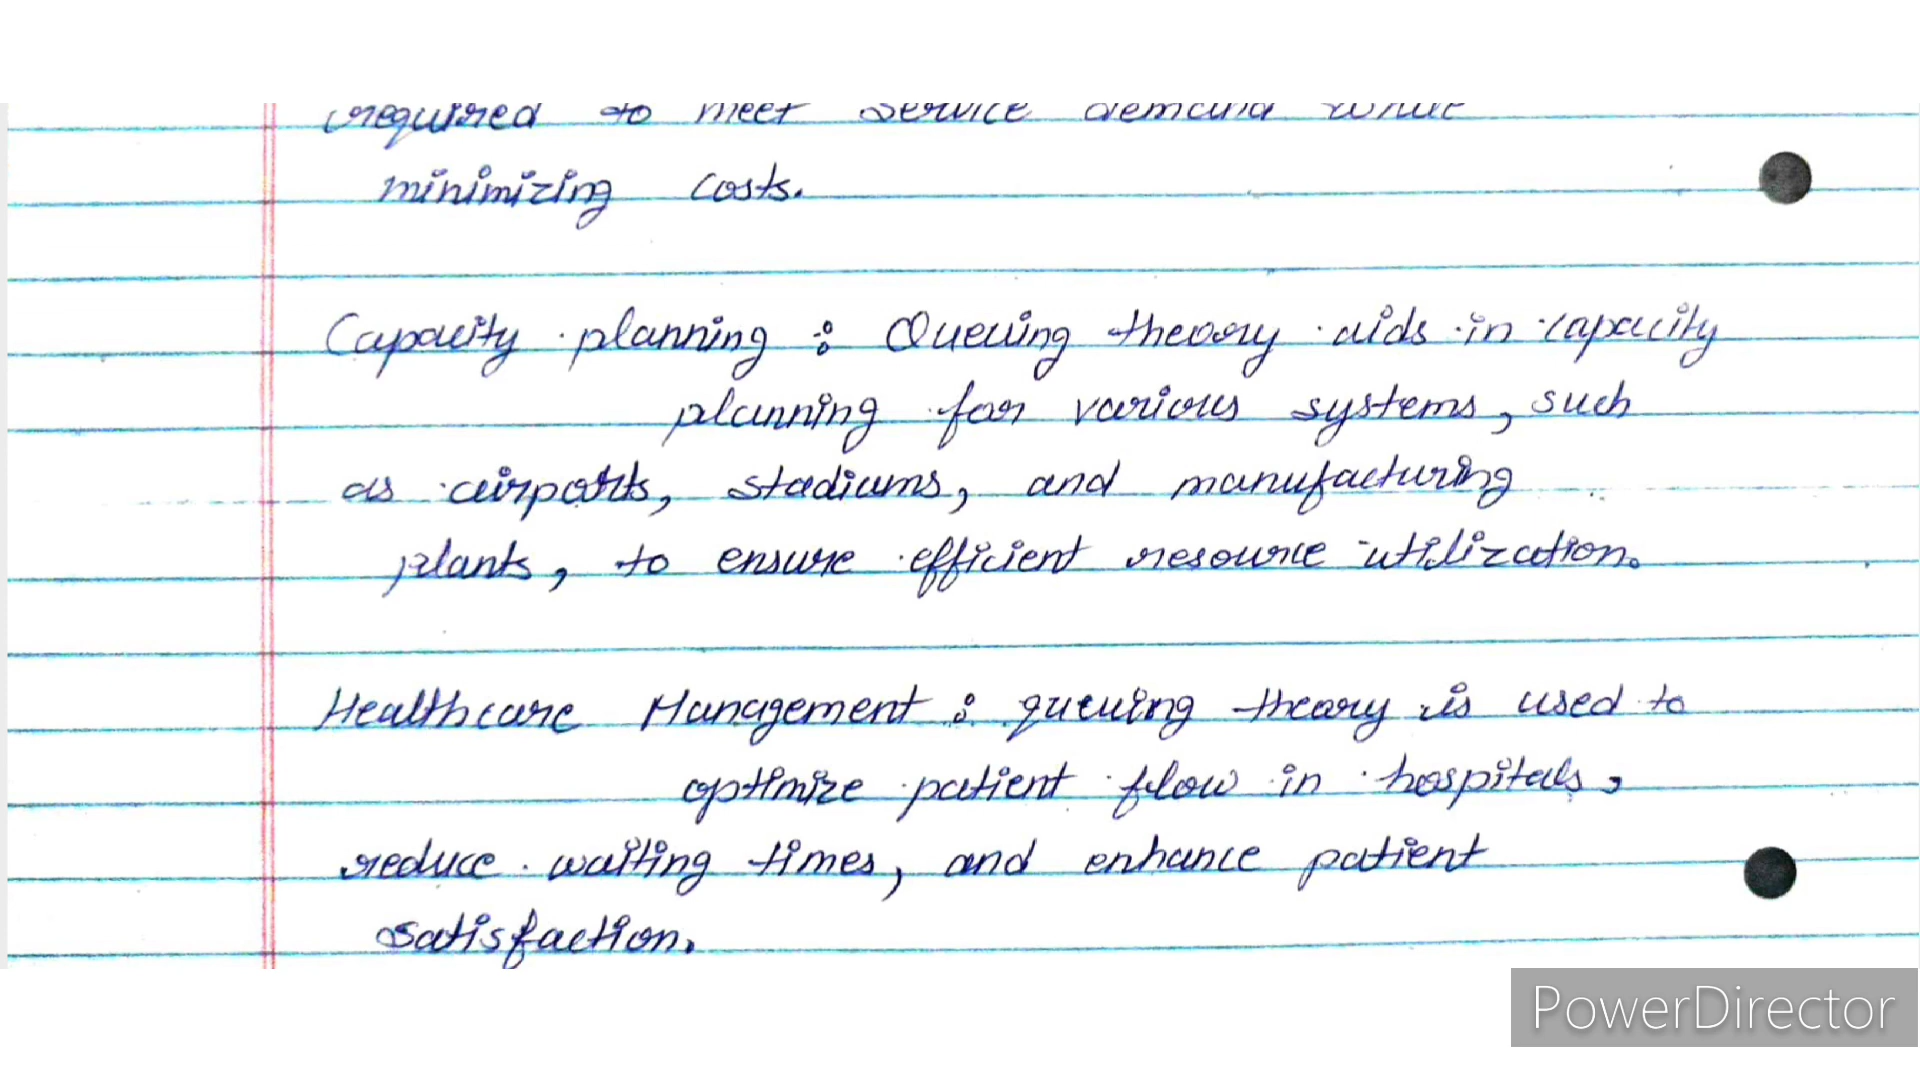 required to meet service demand while
minimizing costs.
Capacity planning : Queuing theory aids in capacity
planning for various systems, such
as airports, stadiums, and manufacturing
plants, to ensure efficient resource utilization.
Healthcare Management : queuing theory is used to
optimize patient flow in hospitals,
reduce waiting times, and enhance patient
satisfaction.
PowerDirector